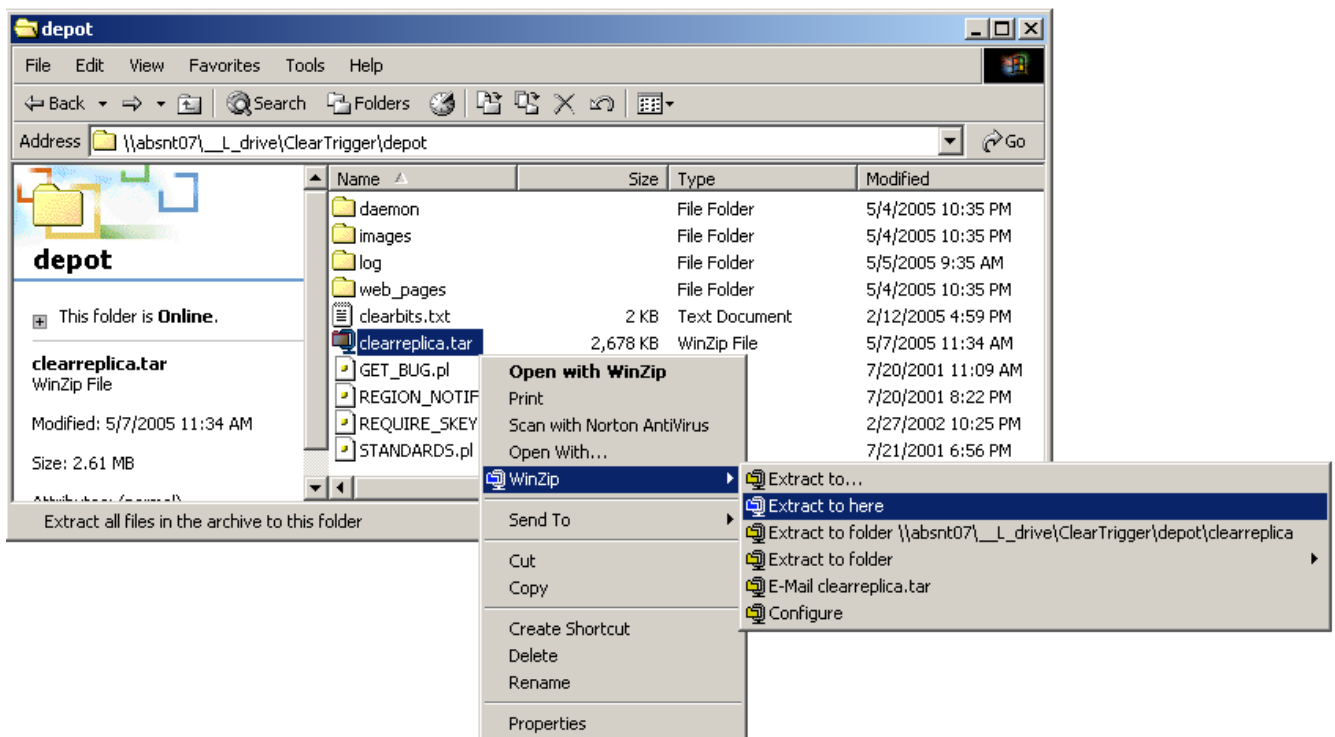 depot
File Edit View Favorites Tools Help
Back Search Folders
Address \\absnt07\__L_drive\ClearTrigger\depot Go
depot
This folder is Online.
clearreplica.tar
WinZip File
Modified: 5/7/2005 11:34 AM
Size: 2.61 MB
Attributes: (normal)
Name Size Type Modified
daemon File Folder 5/4/2005 10:35 PM
images File Folder 5/4/2005 10:35 PM
log File Folder 5/5/2005 9:35 AM
web_pages File Folder 5/4/2005 10:35 PM
clearbits.txt 2 KB Text Document 2/12/2005 4:59 PM
clearreplica.tar 2,678 KB WinZip File 5/7/2005 11:34 AM
GET_BUG.pl 7/20/2001 11:09 AM
REGION_NOTIF 7/20/2001 8:22 PM
REQUIRE_SKEY 2/27/2002 10:25 PM
STANDARDS.pl 7/21/2001 6:56 PM
Extract all files in the archive to this folder
Open with WinZip
Print
Scan with Norton AntiVirus
Open With...
WinZip
Send To
Cut
Copy
Create Shortcut
Delete
Rename
Properties
Extract to...
Extract to here
Extract to folder \\absnt07\__L_drive\ClearTrigger\depot\clearreplica
Extract to folder
E-Mail clearreplica.tar
Configure